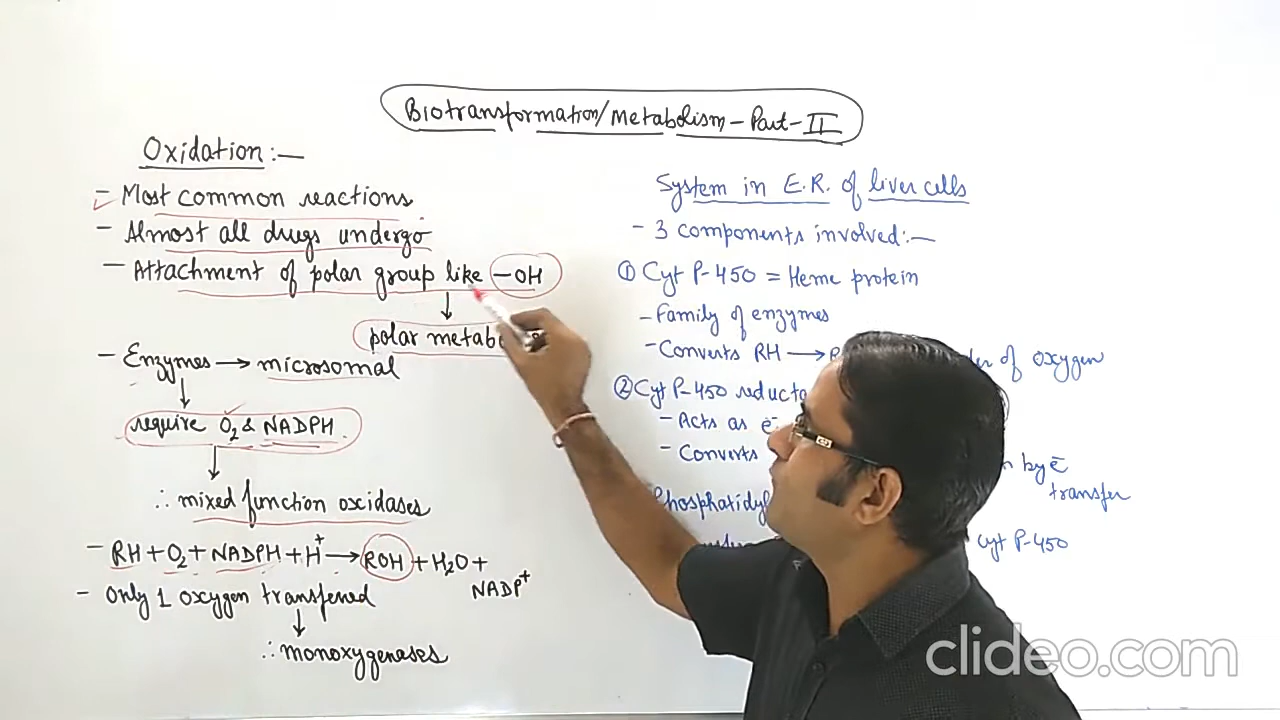 Biotransformation/Metabolism - Part - II
Oxidation :—
- Most common reactions
- Almost all drugs undergo
- Attachment of polar group like -OH
↓
polar
- Enzymes → microsomal
↓
require O₂ & NADPH.
↓
∴ mixed function oxidases
- RH + O₂ + NADPH + H⁺ → ROH + H₂O +
NADP⁺
- Only 1 oxygen transferred
↓
∴ monoxygenases
System in E.R. of liver cells
- 3 components involved :—
① Cyt P-450 = Heme protein
- Family of enzymes
- Converts RH → of oxygen
② Cyt P-450
- Acts as e⁻
- Converts by e⁻
transfer
cyt P-450
clideo.com